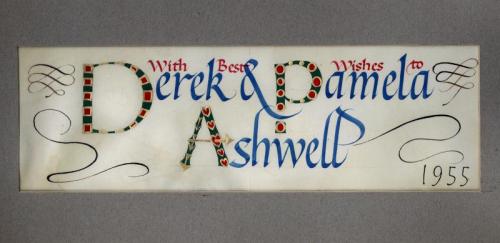 With Best Wishes to
Derek & Pamela
Ashwell
1955